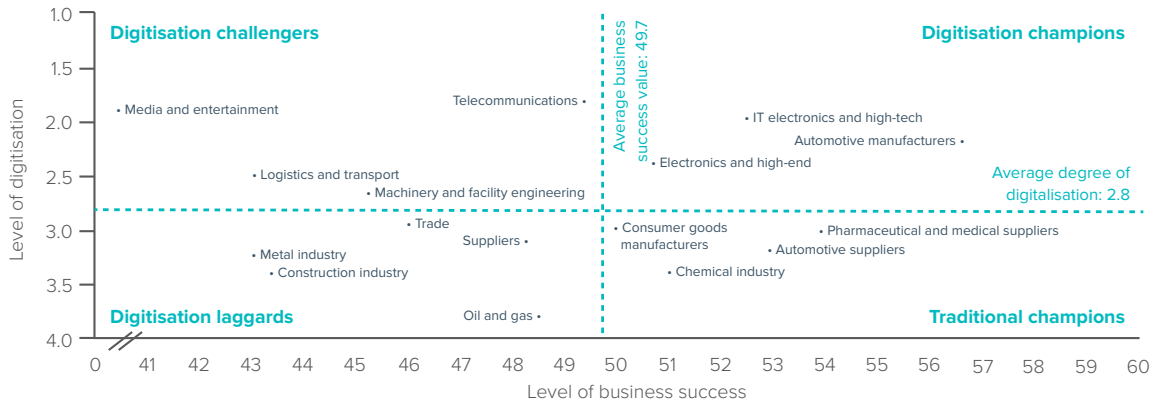 1.0
1.5
2.0
2.5
3.0
3.5
4.0
Level of digitisation
Digitisation challengers
Digitisation champions
Average business
success value: 49.7
• Media and entertainment
Telecommunications •
• IT electronics and high-tech
Automotive manufacturers •
• Electronics and high-end
• Logistics and transport
• Machinery and facility engineering
Average degree of
digitalisation: 2.8
• Trade
Suppliers •
• Consumer goods
manufacturers
• Pharmaceutical and medical suppliers
• Automotive suppliers
• Metal industry
• Construction industry
• Chemical industry
Oil and gas •
Digitisation laggards
Traditional champions
0 41 42 43 44 45 46 47 48 49 50 51 52 53 54 55 56 57 58 59 60
Level of business success